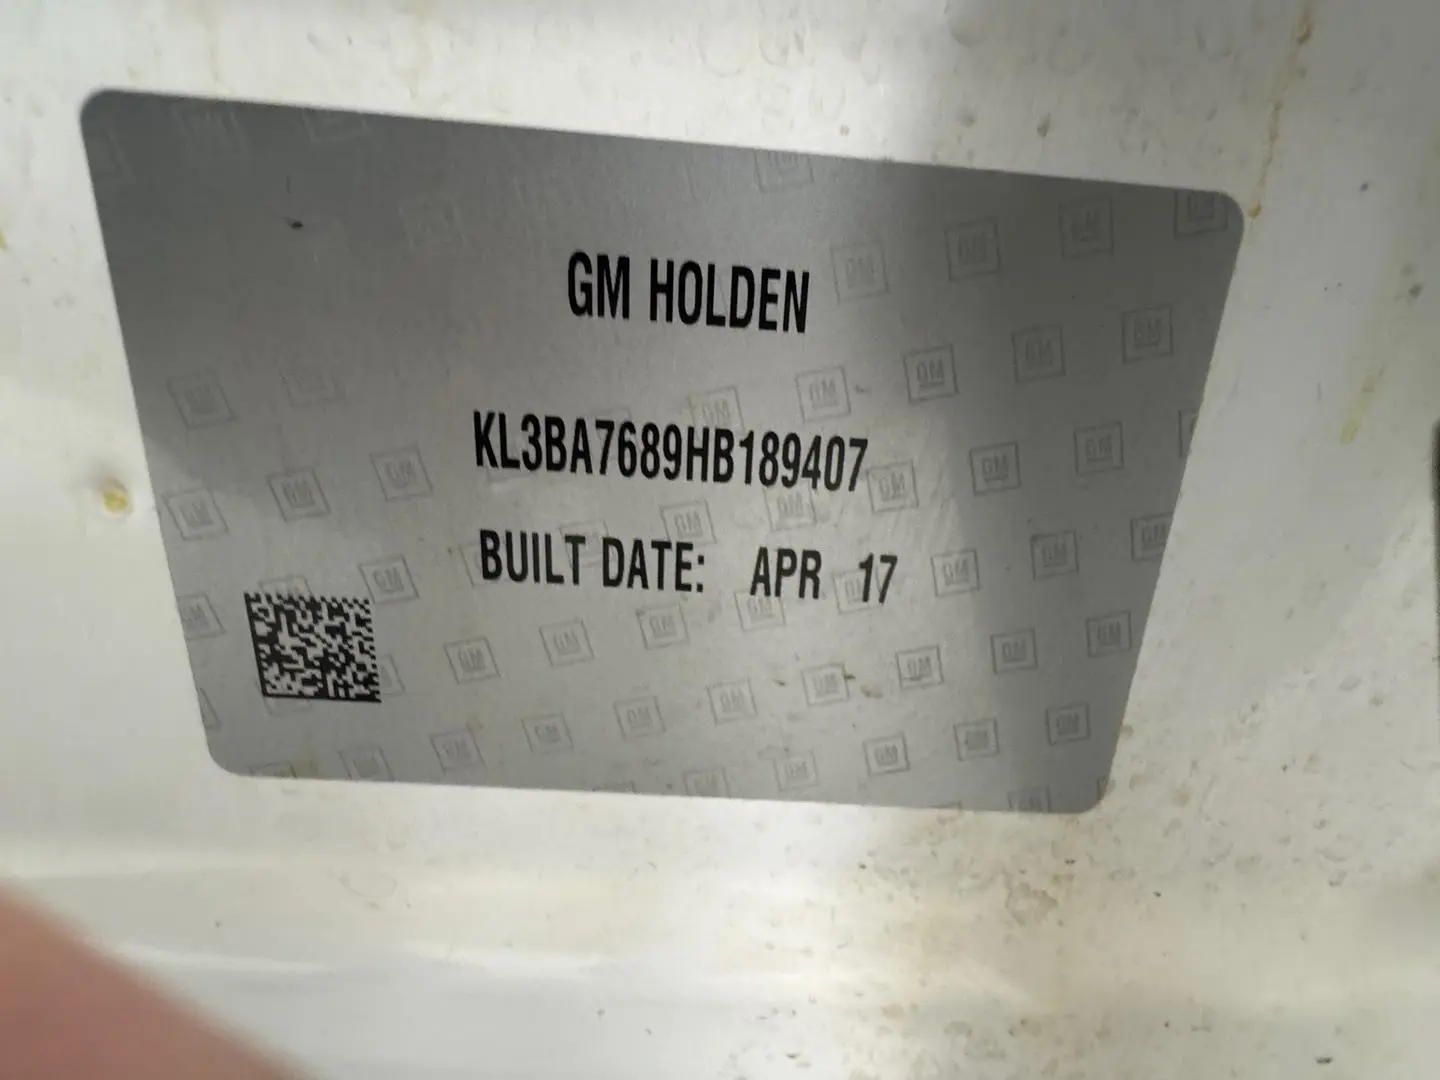 GM HOLDEN
KL3BA7689HB189407
BUILT DATE: APR 17